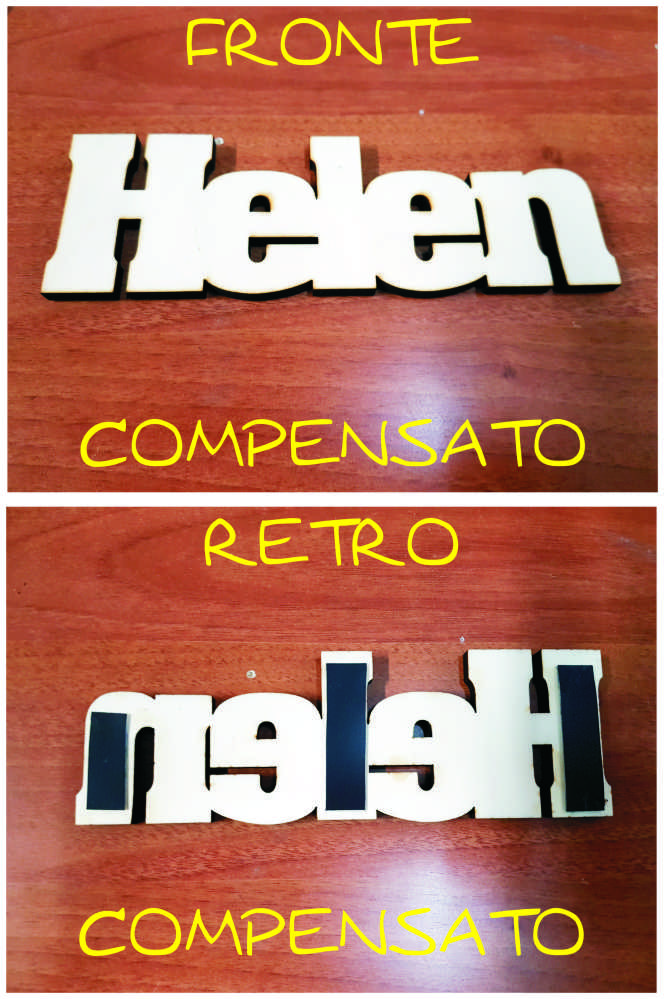 FRONTE
Helen
COMPENSATO
RETRO
Helen
COMPENSATO